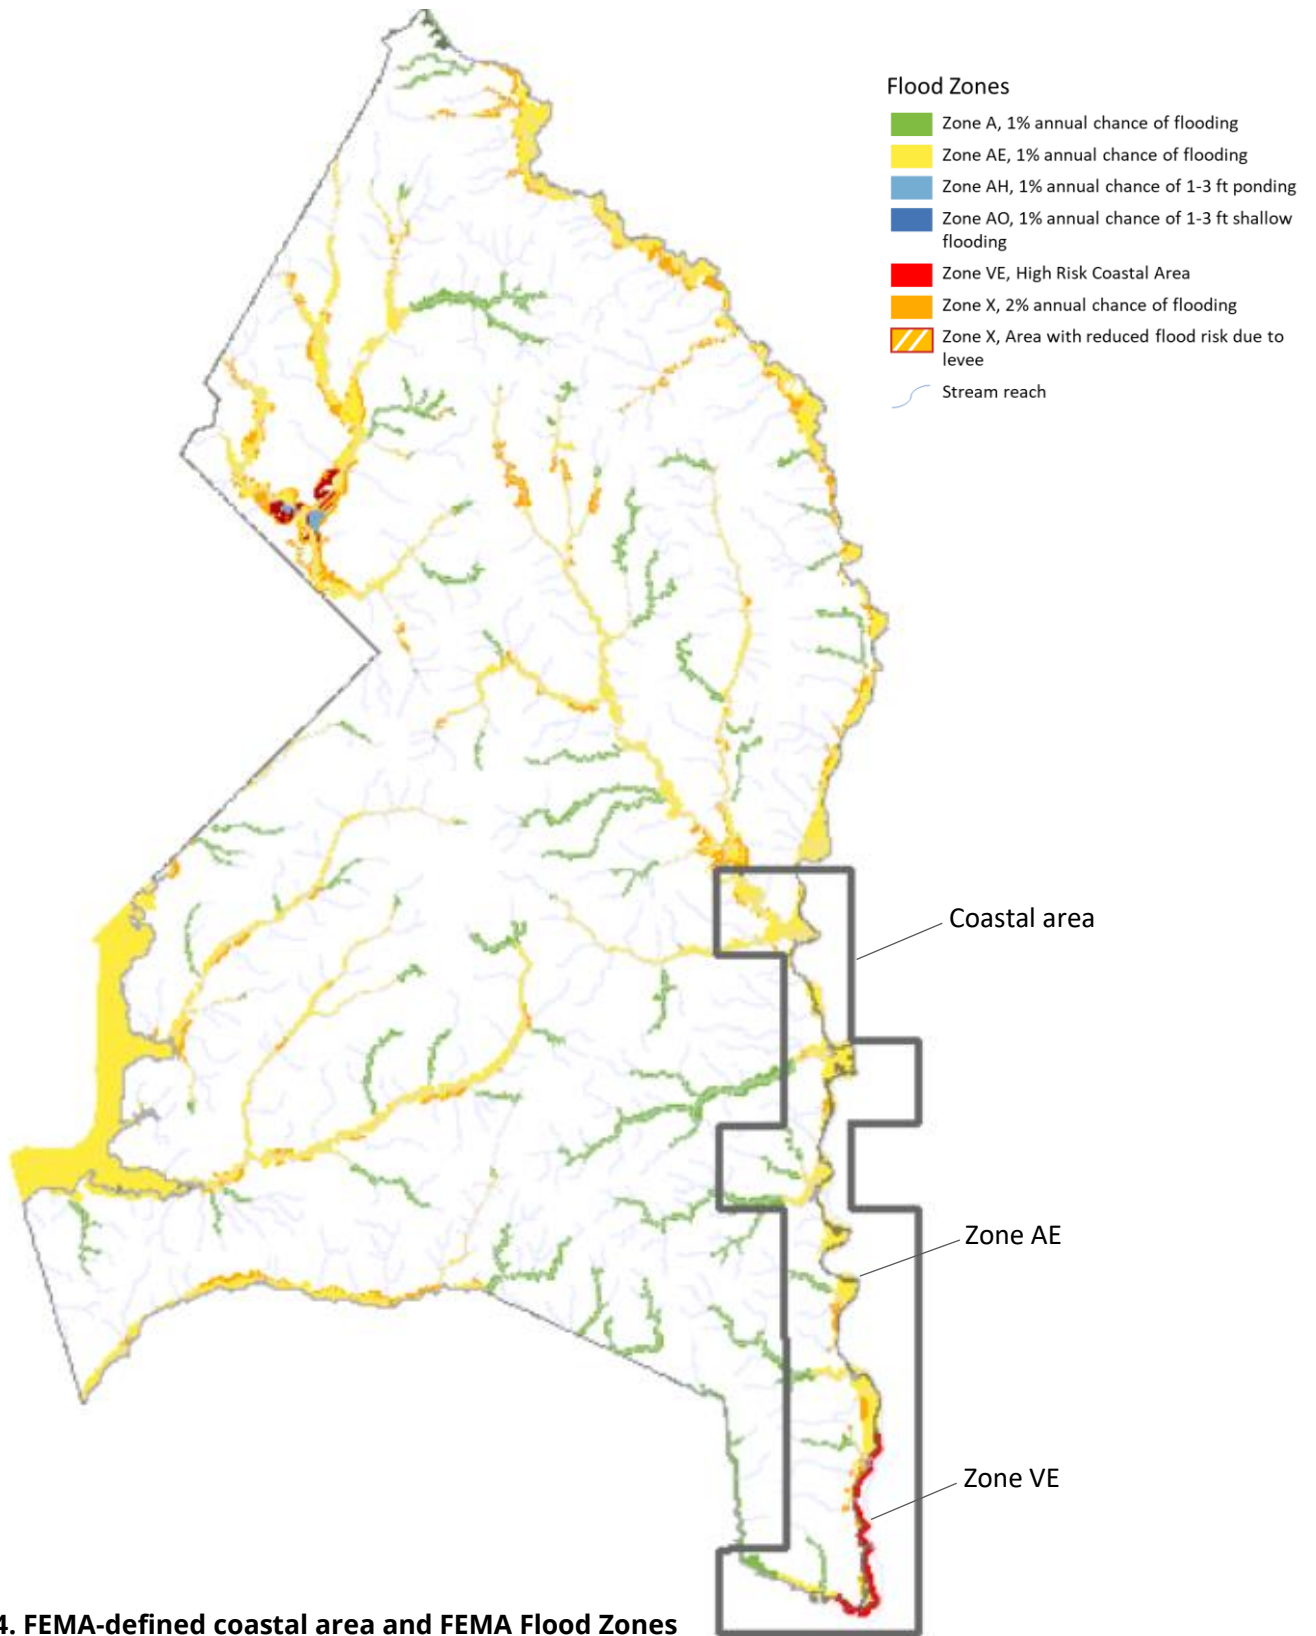 Flood Zones
Zone A, 1% annual chance of flooding
Zone AE, 1% annual chance of flooding
Zone AH, 1% annual chance of 1-3 ft ponding
Zone AO, 1% annual chance of 1-3 ft shallow
flooding
Zone VE, High Risk Coastal Area
Zone X, 2% annual chance of flooding
Zone X, Area with reduced flood risk due to
levee
Stream reach
Coastal area
Zone AE
Zone VE
4. FEMA-defined coastal area and FEMA Flood Zones